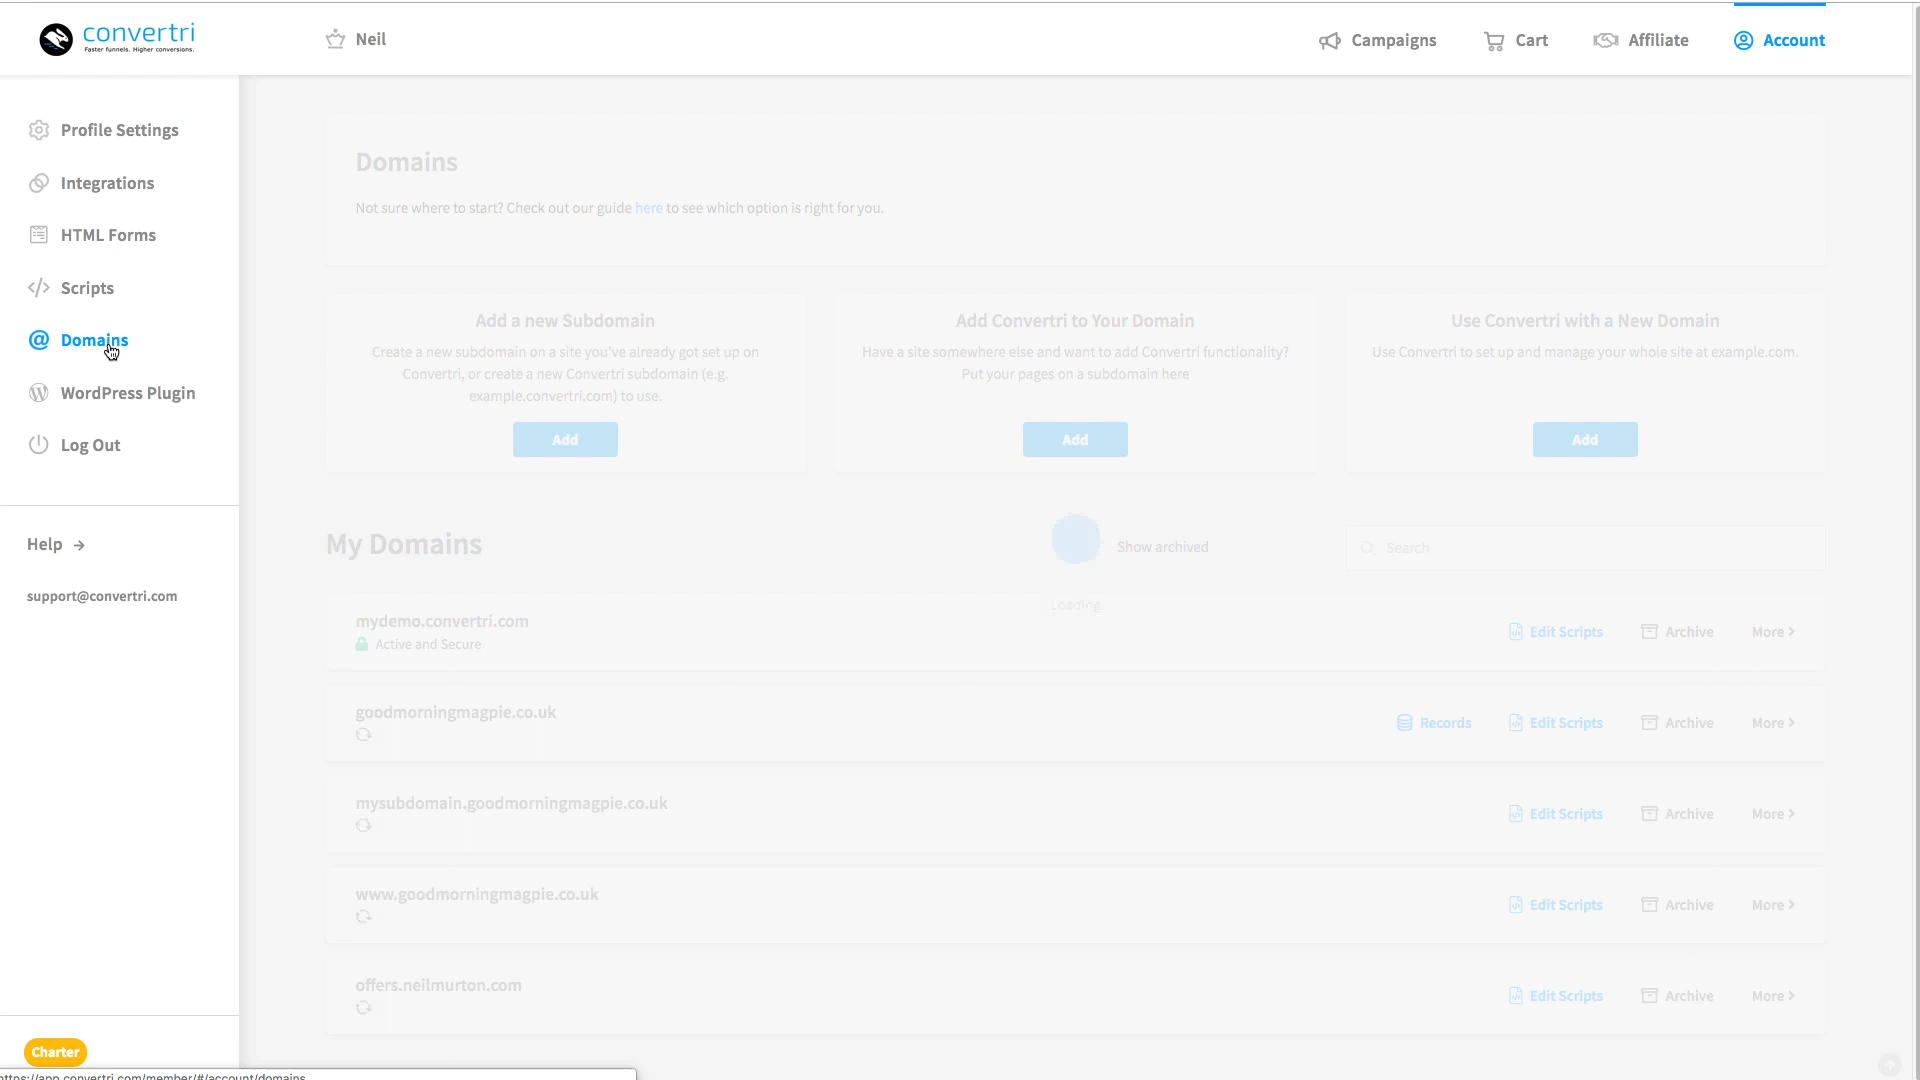 convertri
Faster funnels. Higher conversions.
Neil
Campaigns
Cart
Affiliate
Account
Profile Settings
Integrations
HTML Forms
Scripts
Domains
WordPress Plugin
Log Out
Help →
support@convertri.com
Charter
https://app.convertri.com/member/#/account/domains
Domains
Not sure where to start? Check out our guide here to see which option is right for you.
Add a new Subdomain
Create a new subdomain on a site you've already got set up on
Convertri, or create a new Convertri subdomain (e.g.
example.convertri.com) to use.
Add
Add Convertri to Your Domain
Have a site somewhere else and want to add Convertri functionality?
Put your pages on a subdomain here
Add
Use Convertri with a New Domain
Use Convertri to set up and manage your whole site at example.com.
Add
My Domains
Show archived
Search
Loading
mydemo.convertri.com
Active and Secure
Edit Scripts
Archive
More >
goodmorningmagpie.co.uk
Records
Edit Scripts
Archive
More >
mysubdomain.goodmorningmagpie.co.uk
Edit Scripts
Archive
More >
www.goodmorningmagpie.co.uk
Edit Scripts
Archive
More >
offers.neilmurton.com
Edit Scripts
Archive
More >